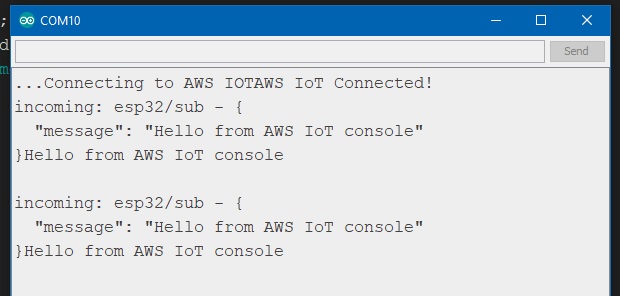 COM10
Send
...Connecting to AWS IOTAWS IoT Connected!
incoming: esp32/sub - {
  "message": "Hello from AWS IoT console"
}Hello from AWS IoT console

incoming: esp32/sub - {
  "message": "Hello from AWS IoT console"
}Hello from AWS IoT console